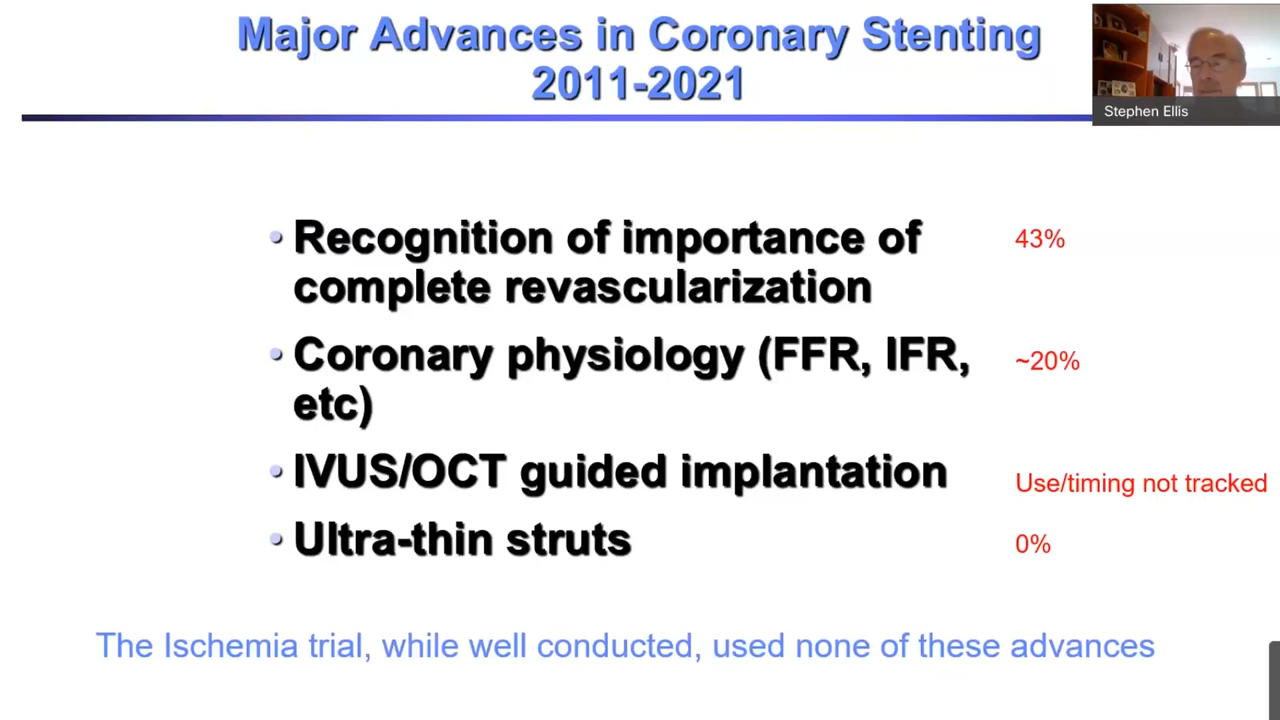 Major Advances in Coronary Stenting
2011-2021
Stephen Ellis
• Recognition of importance of
complete revascularization
43%
• Coronary physiology (FFR, IFR,
etc)
~20%
• IVUS/OCT guided implantation
Use/timing not tracked
• Ultra-thin struts
0%
The Ischemia trial, while well conducted, used none of these advances